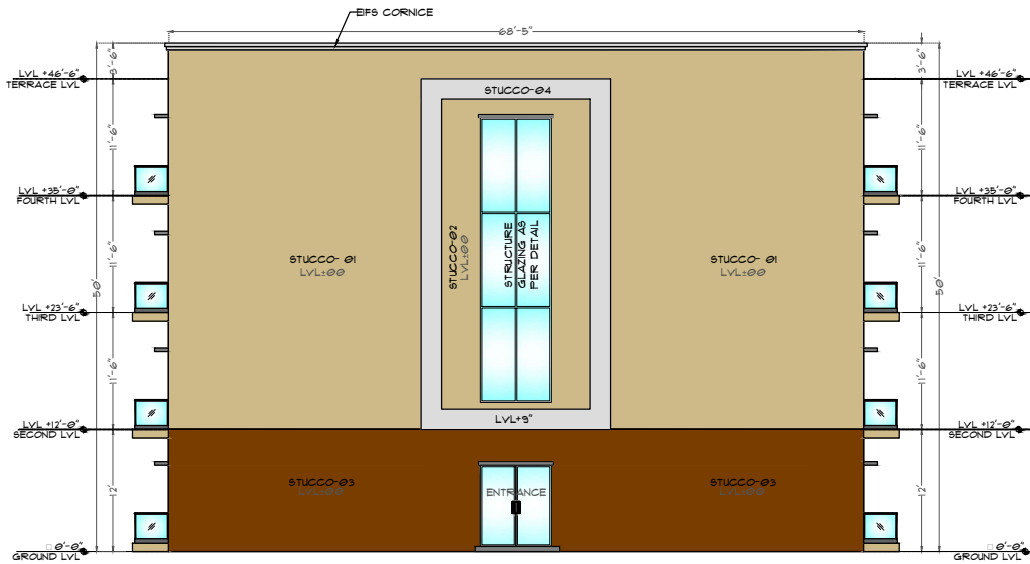 EIFS CORNICE
68'-5"
3'-6"
3'-6"
LVL +46'-6"
TERRACE LVL
LVL +46'-6"
TERRACE LVL
STUCCO-04
11'-6"
11'-6"
LVL +35'-0"
FOURTH LVL
LVL +35'-0"
FOURTH LVL
STUCCO-02
LVL±00
STRUCTURE
GLAZING AS
PER DETAIL
STUCCO- 01
LVL±00
STUCCO- 01
LVL±00
50'
11'-6"
11'-6"
50'
LVL +23'-6"
THIRD LVL
LVL +23'-6"
THIRD LVL
11'-6"
11'-6"
LVL+9"
LVL +12'-0"
SECOND LVL
LVL +12'-0"
SECOND LVL
STUCCO-03
LVL±00
STUCCO-03
LVL±00
ENTRANCE
12'
12'
0'-0"
GROUND LVL
0'-0"
GROUND LVL